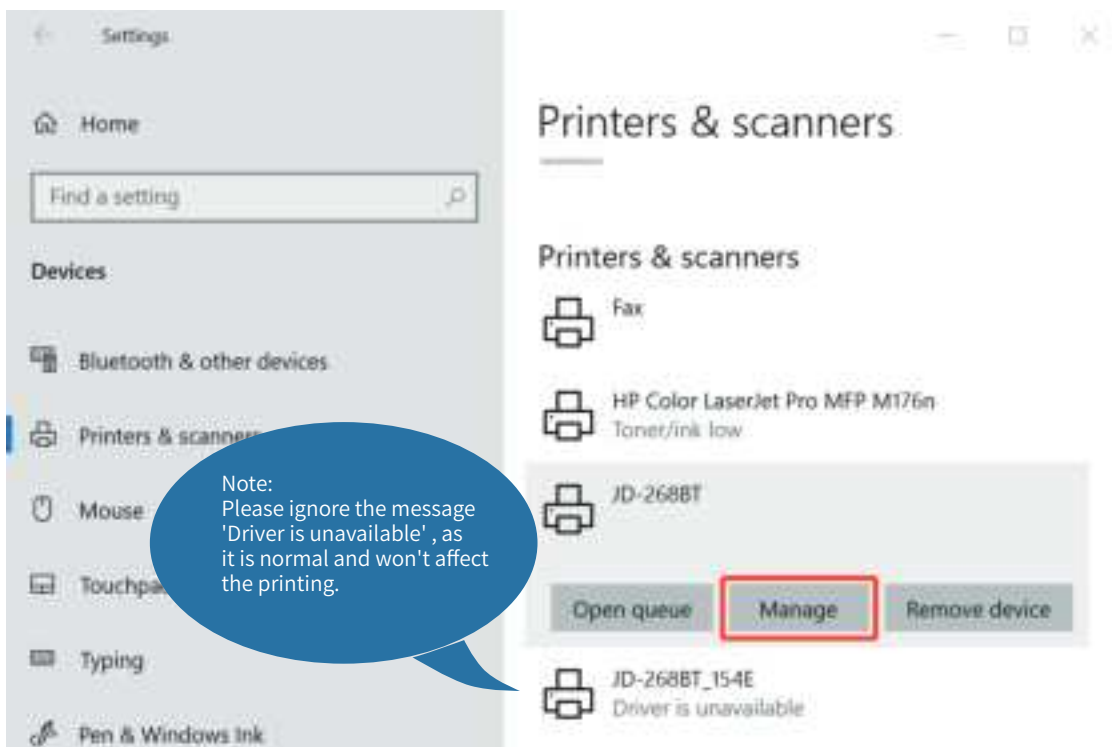 Settings
Home
Find a setting
Devices
Bluetooth & other devices
Printers & scanners
Mouse
Typing
Pen & Windows Ink
Note:
Please ignore the message
'Driver is unavailable' , as
it is normal and won't affect
the printing.
Printers & scanners
Printers & scanners
Fax
HP Color LaserJet Pro MFP M176n
Toner/ink low
JD-268BT
Open queue
Manage
Remove device
JD-268BT_154E
Driver is unavailable